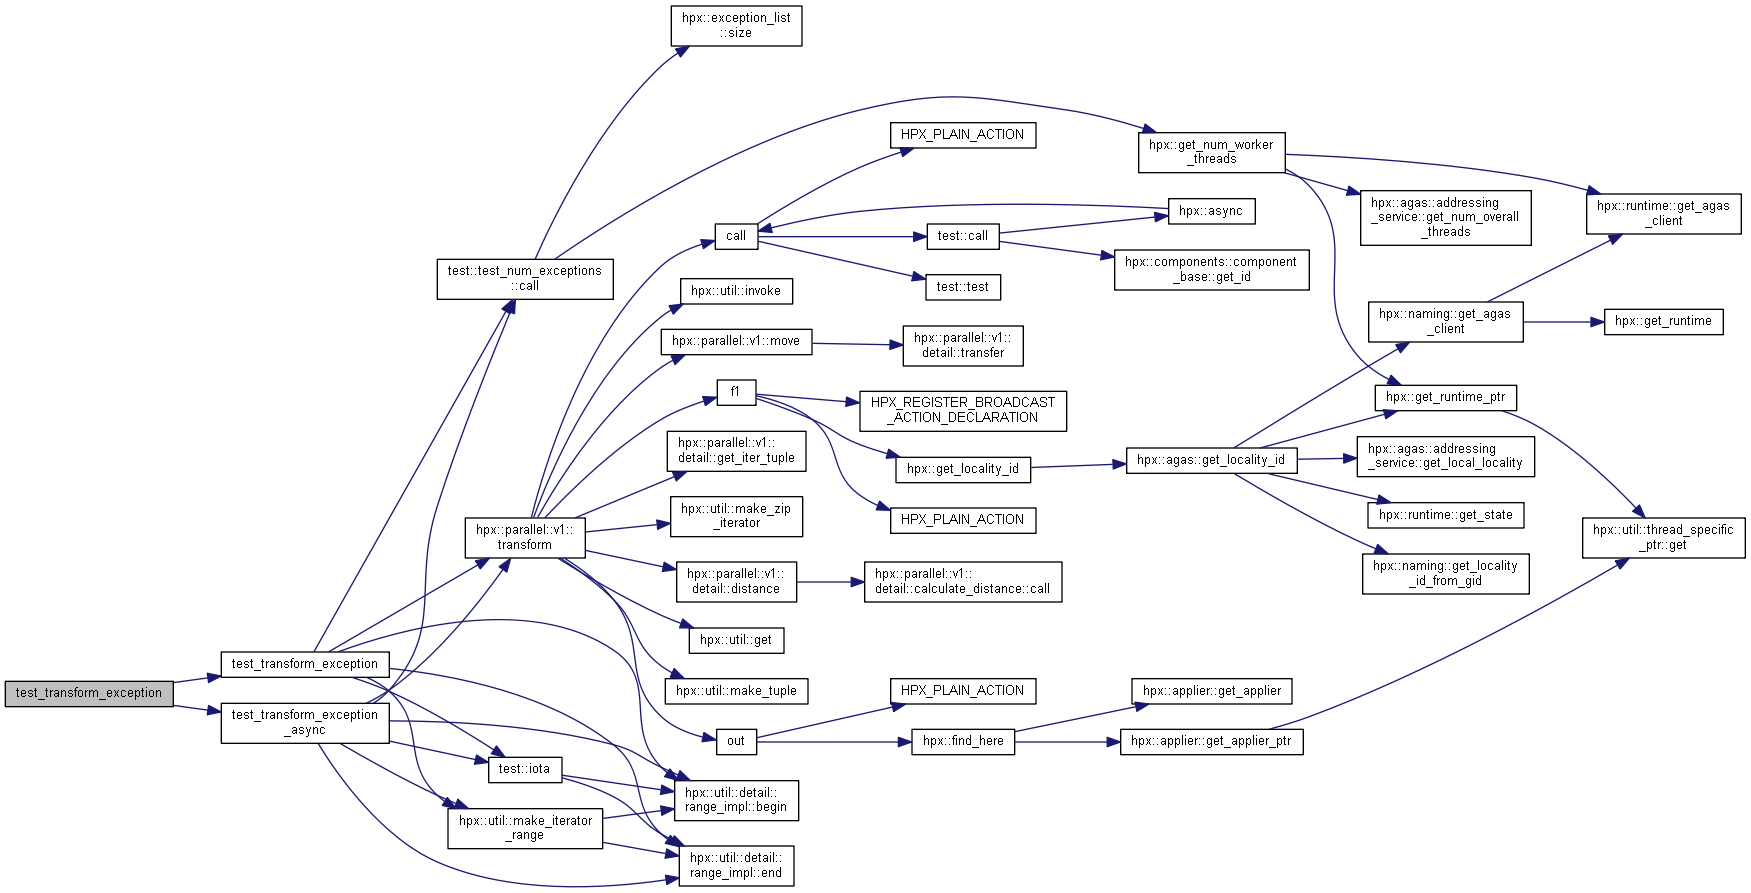 hpx::exception_list
::size
HPX_PLAIN_ACTION
hpx::get_num_worker
_threads
hpx::agas::addressing
_service::get_num_overall
_threads
hpx::runtime::get_agas
_client
hpx::async
call
test::call
hpx::components::component
_base::get_id
test::test
test::test_num_exceptions
::call
hpx::util::invoke
hpx::naming::get_agas
_client
hpx::get_runtime
hpx::parallel::v1::move
hpx::parallel::v1::
detail::transfer
f1
hpx::get_runtime_ptr
HPX_REGISTER_BROADCAST
_ACTION_DECLARATION
hpx::parallel::v1::
detail::get_iter_tuple
hpx::get_locality_id
hpx::agas::get_locality_id
hpx::agas::addressing
_service::get_local_locality
hpx::util::make_zip
_iterator
HPX_PLAIN_ACTION
hpx::runtime::get_state
hpx::parallel::v1::
transform
hpx::util::thread_specific
_ptr::get
hpx::parallel::v1::
detail::distance
hpx::parallel::v1::
detail::calculate_distance::call
hpx::naming::get_locality
_id_from_gid
hpx::util::get
test_transform_exception
test_transform_exception
hpx::util::make_tuple
HPX_PLAIN_ACTION
hpx::applier::get_applier
test_transform_exception
_async
out
hpx::find_here
hpx::applier::get_applier_ptr
test::iota
hpx::util::detail::
range_impl::begin
hpx::util::make_iterator
_range
hpx::util::detail::
range_impl::end